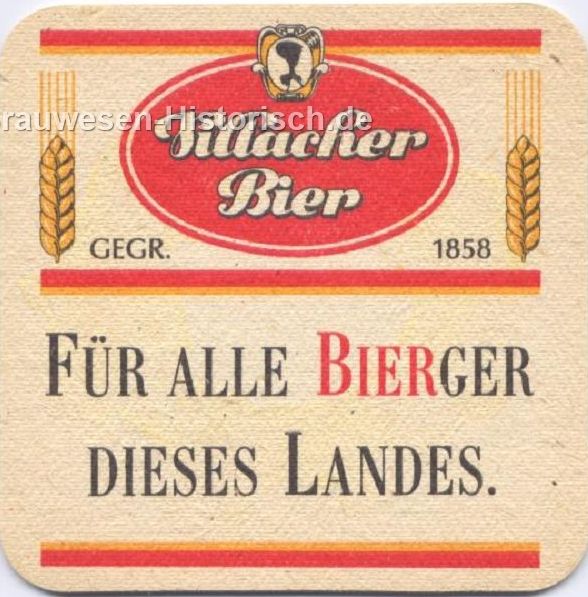 rauwesen-Historisch.de
Villacher
Bier
GEGR. 1858
FÜR ALLE BIERGER
DIESES LANDES.